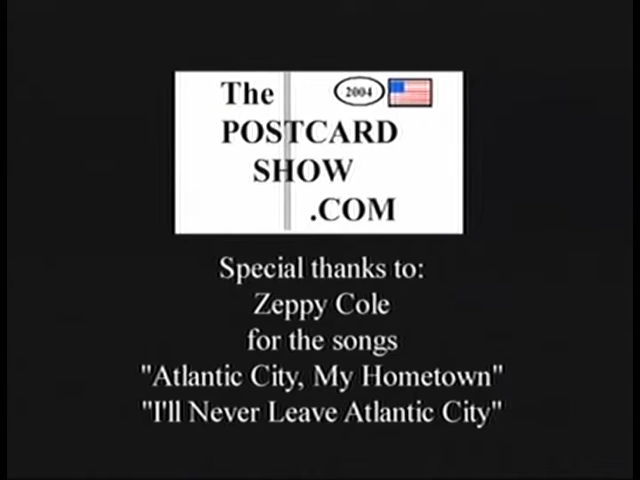 The
2004
POSTCARD
SHOW
.COM
Special thanks to:
Zeppy Cole
for the songs
"Atlantic City, My Hometown"
"I'll Never Leave Atlantic City"